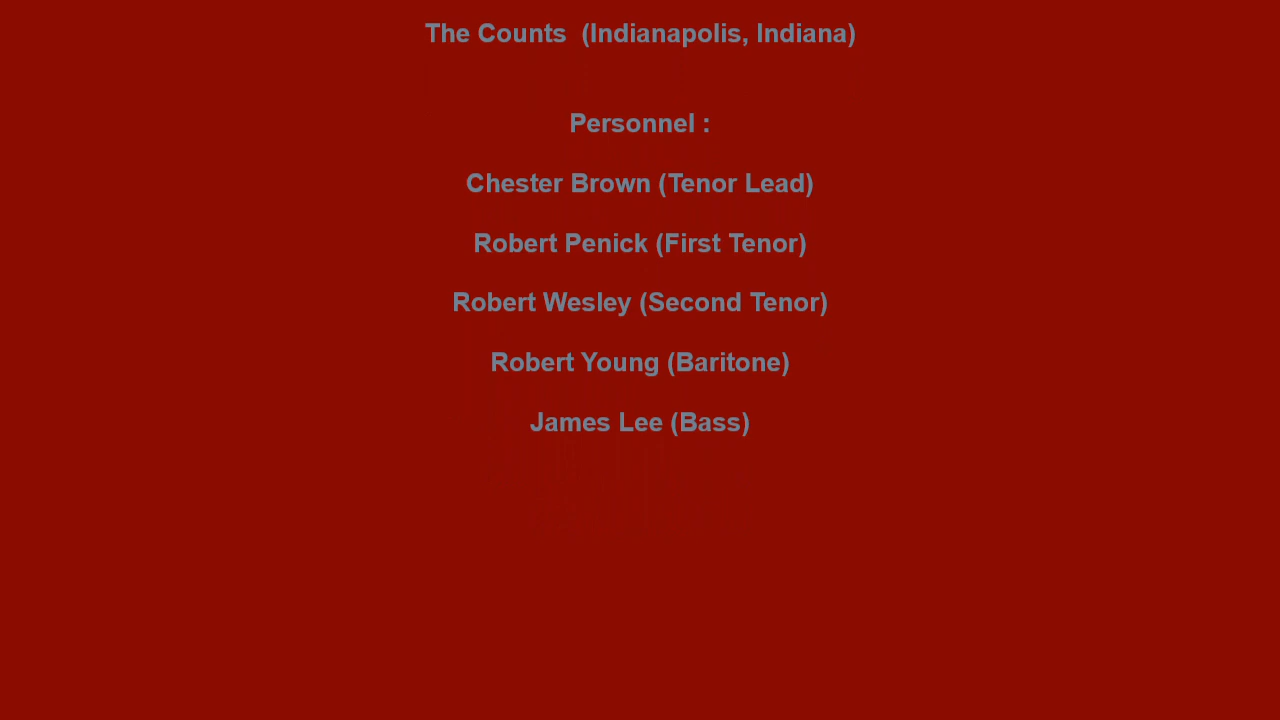 The Counts  (Indianapolis, Indiana)
Personnel :
Chester Brown (Tenor Lead)
Robert Penick (First Tenor)
Robert Wesley (Second Tenor)
Robert Young (Baritone)
James Lee (Bass)